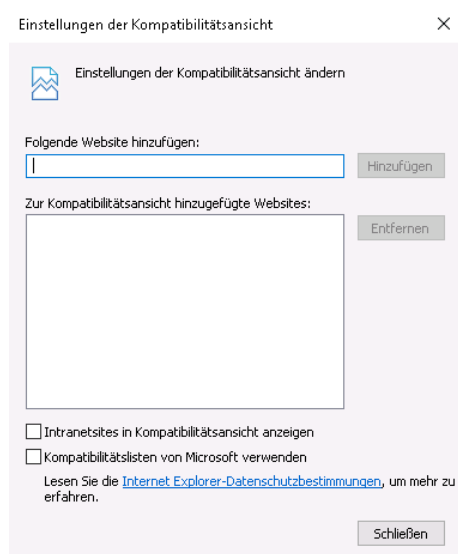 Einstellungen der Kompatibilitätsansicht
Einstellungen der Kompatibilitätsansicht ändern
Folgende Website hinzufügen:
Hinzufügen
Zur Kompatibilitätsansicht hinzugefügte Websites:
Entfernen
Intranetsites in Kompatibilitätsansicht anzeigen
Kompatibilitätslisten von Microsoft verwenden
Lesen Sie die Internet Explorer-Datenschutzbestimmungen, um mehr zu
erfahren.
Schließen